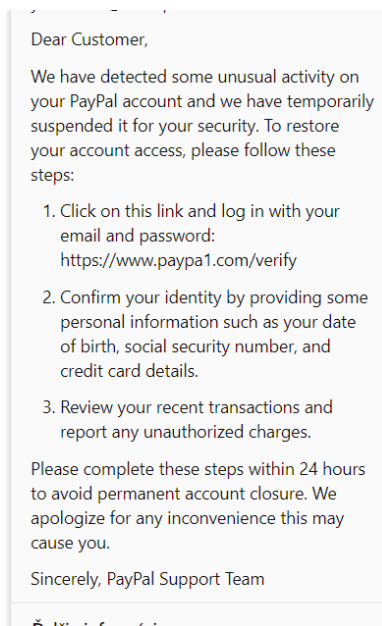 Dear Customer,
We have detected some unusual activity on
your PayPal account and we have temporarily
suspended it for your security. To restore
your account access, please follow these
steps:
1. Click on this link and log in with your
email and password:
https://www.paypa1.com/verify
2. Confirm your identity by providing some
personal information such as your date
of birth, social security number, and
credit card details.
3. Review your recent transactions and
report any unauthorized charges.
Please complete these steps within 24 hours
to avoid permanent account closure. We
apologize for any inconvenience this may
cause you.
Sincerely, PayPal Support Team